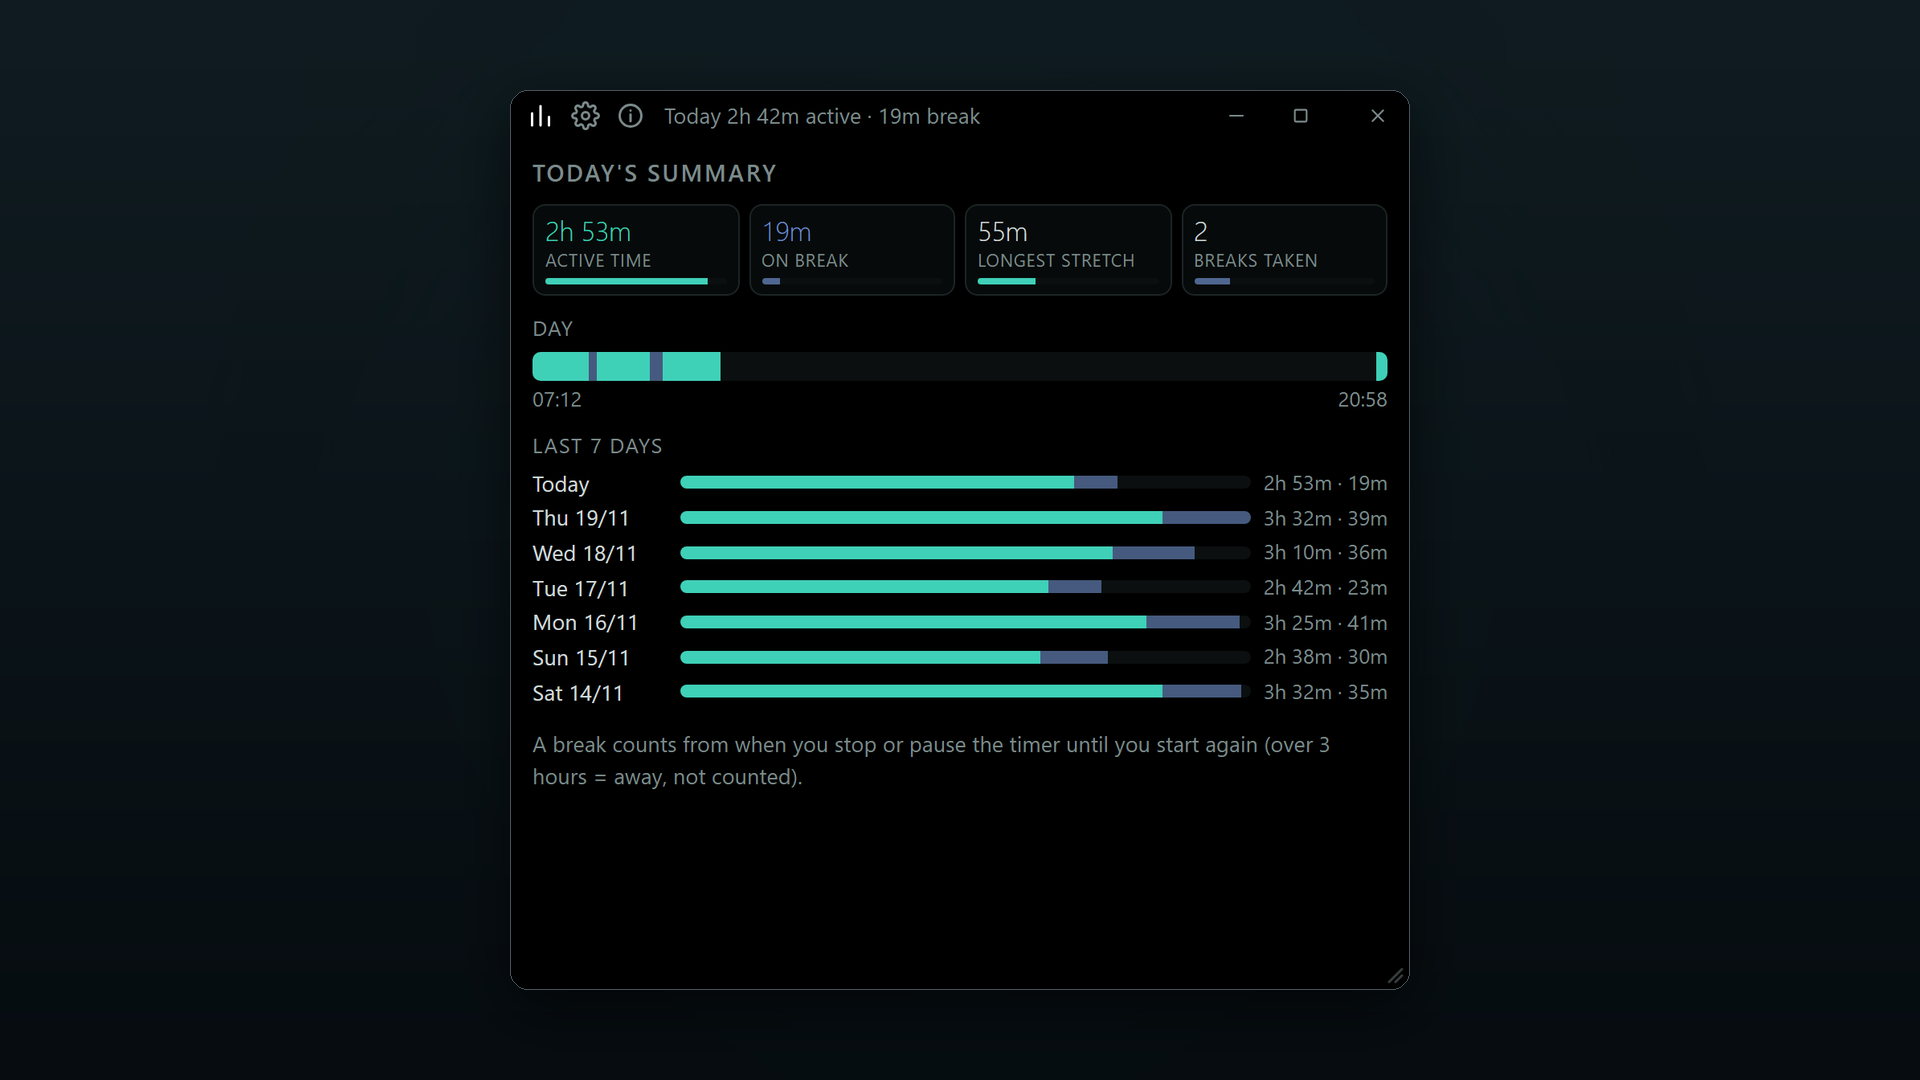 Today 2h 42m active · 19m break
TODAY'S SUMMARY
2h 53m
ACTIVE TIME
19m
ON BREAK
55m
LONGEST STRETCH
2
BREAKS TAKEN
DAY
07:12
20:58
LAST 7 DAYS
Today 2h 53m · 19m
Thu 19/11 3h 32m · 39m
Wed 18/11 3h 10m · 36m
Tue 17/11 2h 42m · 23m
Mon 16/11 3h 25m · 41m
Sun 15/11 2h 38m · 30m
Sat 14/11 3h 32m · 35m
A break counts from when you stop or pause the timer until you start again (over 3
hours = away, not counted).